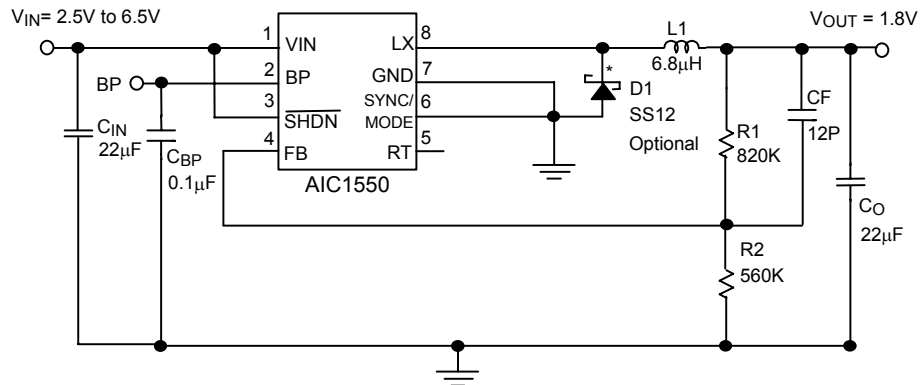 VIN= 2.5V to 6.5V
VOUT = 1.8V
1
VIN
LX
8
L1
6.8μH
BP
2
BP
GND
7
3
SHDN
SYNC/
MODE
6
4
FB
RT
5
AIC1550
CIN
22μF
CBP
0.1μF
*
D1
SS12
Optional
R1
820K
CF
12P
CO
22μF
R2
560K